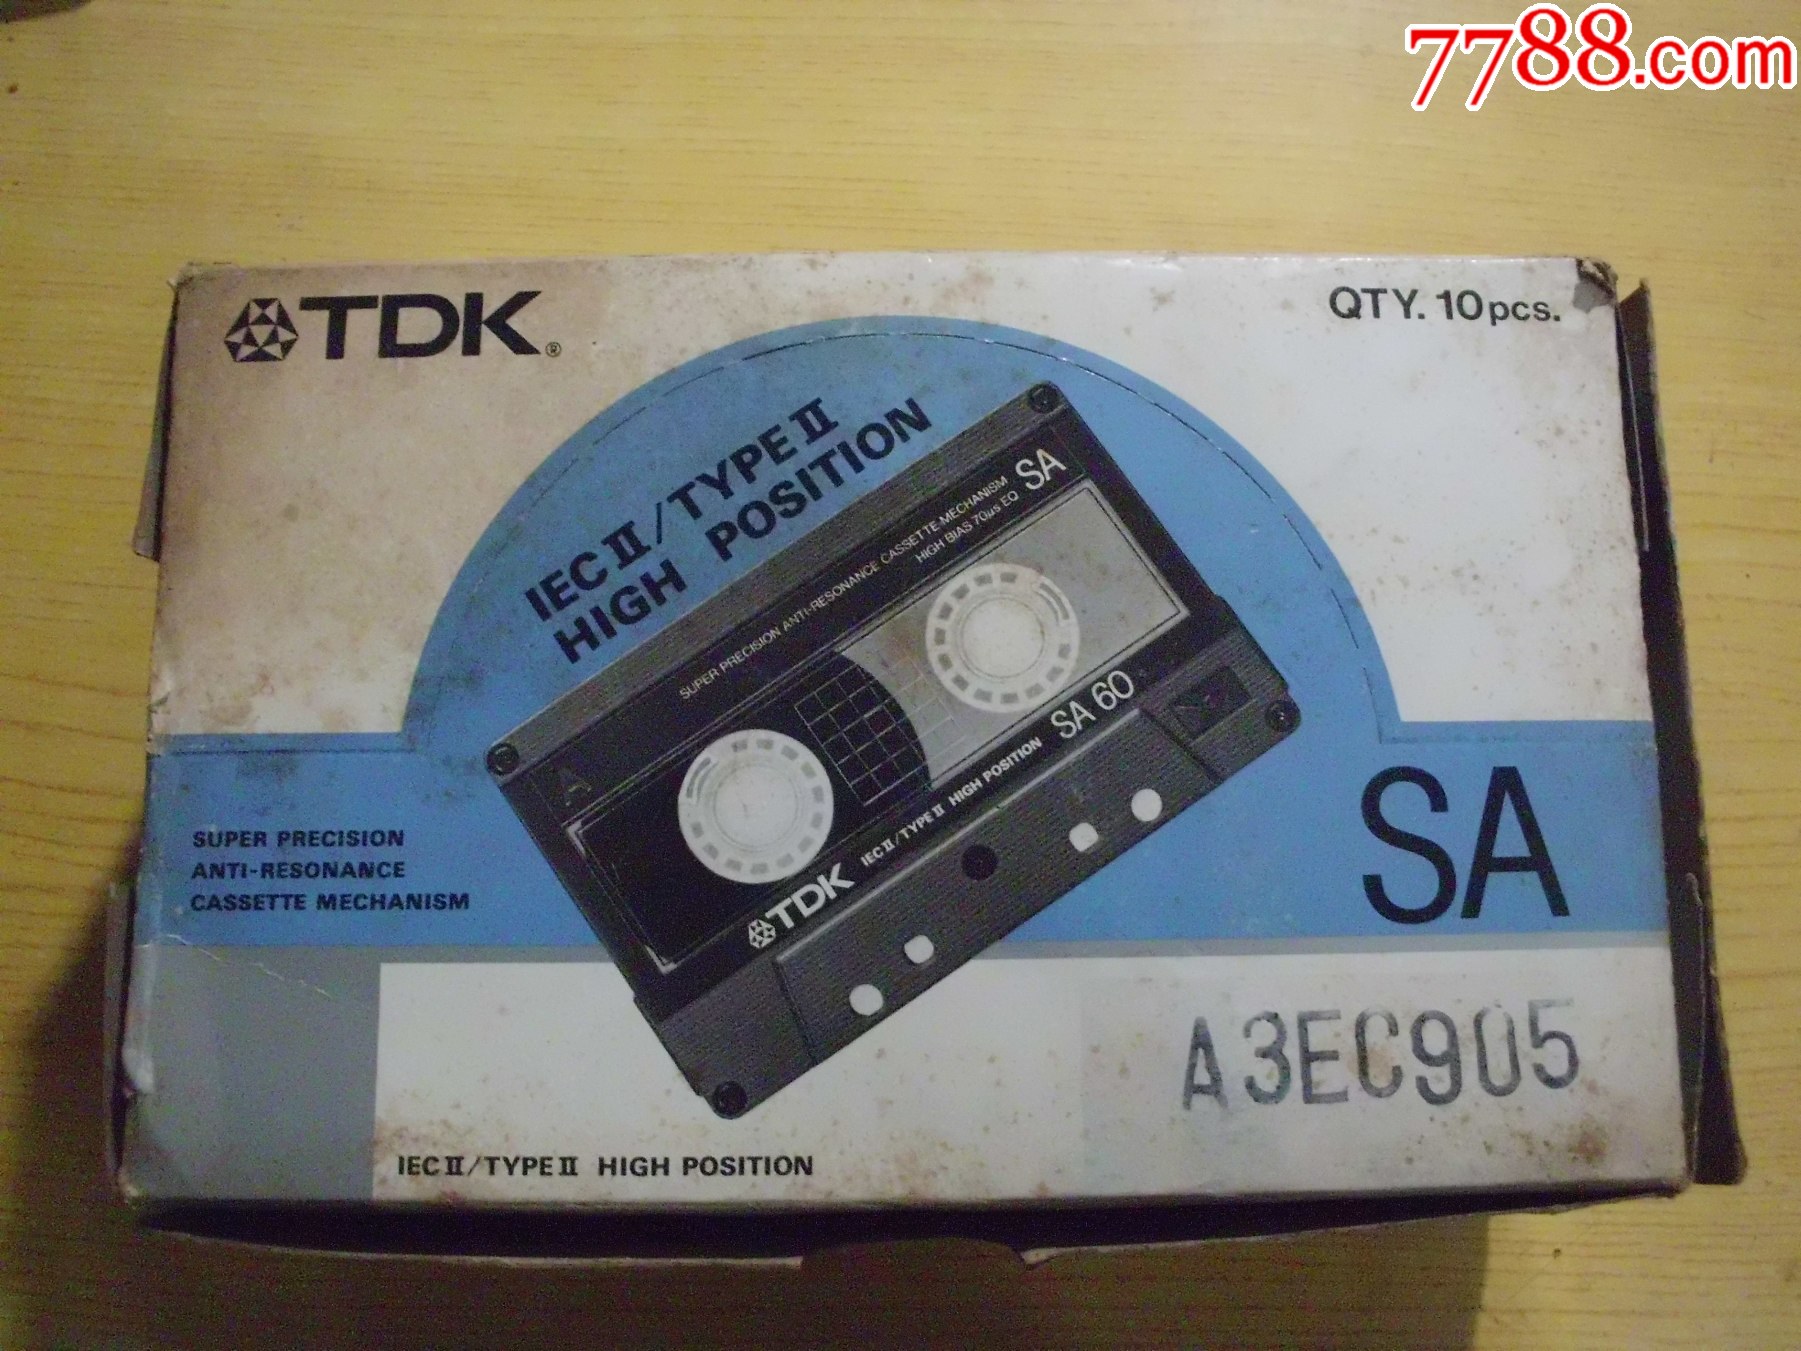 7788.com
TDK®
QTY. 10pcs.
IEC II/TYPE II
HIGH POSITION
SA
SUPER PRECISION ANTI-RESONANCE CASSETTE MECHANISM
HIGH BIAS 70µs EQ
A
SA 60
TDK IEC II/TYPE II HIGH POSITION
SUPER PRECISION
ANTI-RESONANCE
CASSETTE MECHANISM
SA
A3EC905
IEC II/TYPE II HIGH POSITION